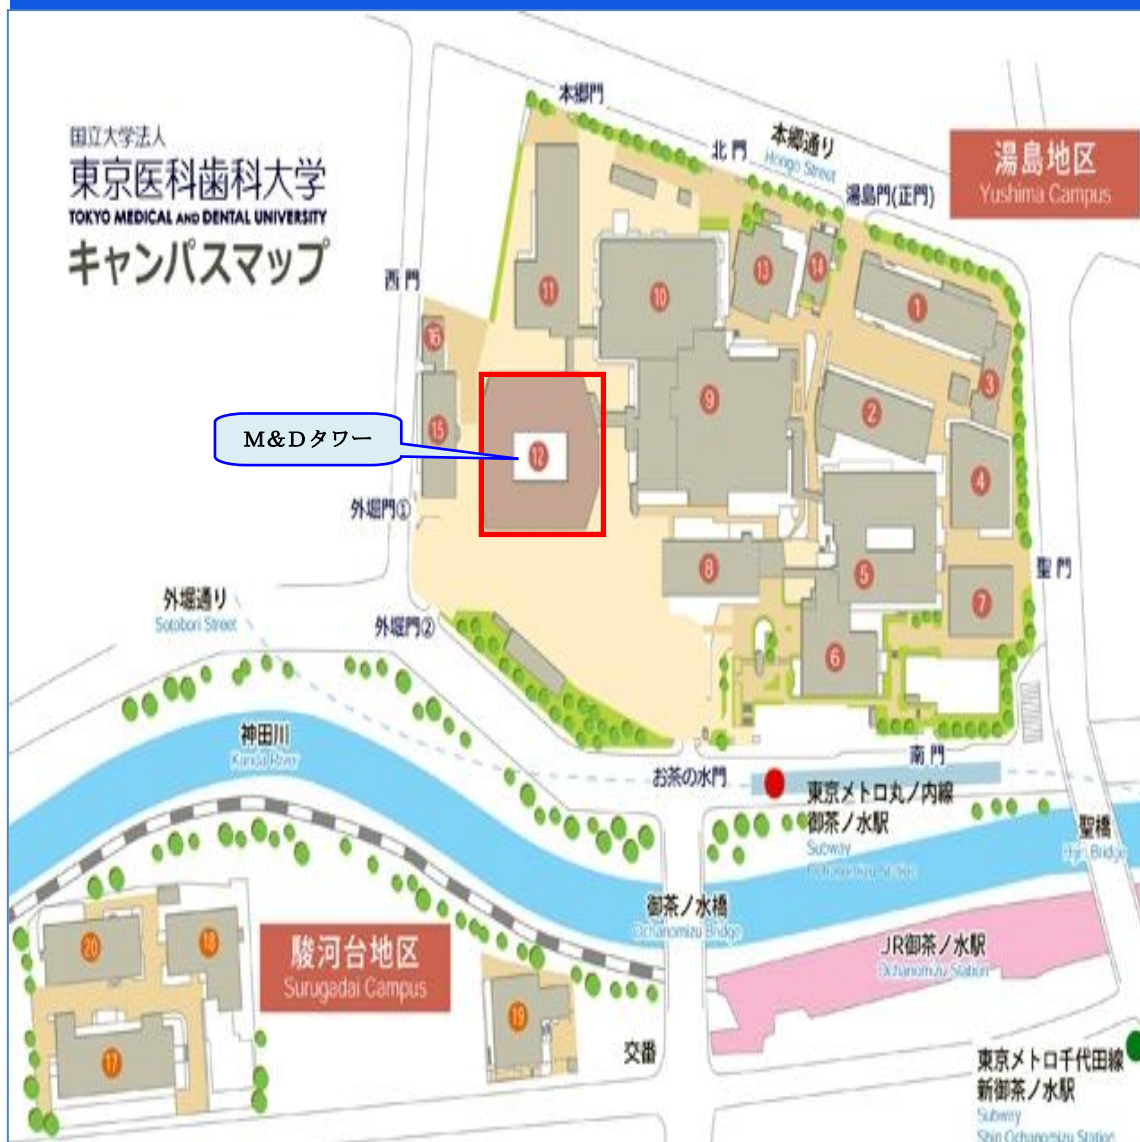 国立大学法人
東京医科歯科大学
TOKYO MEDICAL AND DENTAL UNIVERSITY
キャンパスマップ
本郷門
北門
本郷通り
Hongo Street
湯島門(正門)
湯島地区
Yushima Campus
西門
11
10
13
14
1
16
3
9
2
15
M&Dタワー
12
4
外堀門①
8
5
聖門
7
外堀通り
Sotobori Street
外堀門②
6
神田川
Kanda River
お茶の水門
南門
東京メトロ丸ノ内線
御茶ノ水駅
Subway
Ochanomizu Station
聖橋
Hijiri Bridge
御茶ノ水橋
Ochanomizu Bridge
JR御茶ノ水駅
Ochanomizu Station
20
18
駿河台地区
Surugadai Campus
19
17
交番
東京メトロ千代田線
新御茶ノ水駅
Subway
Shin Ochanomizu Station